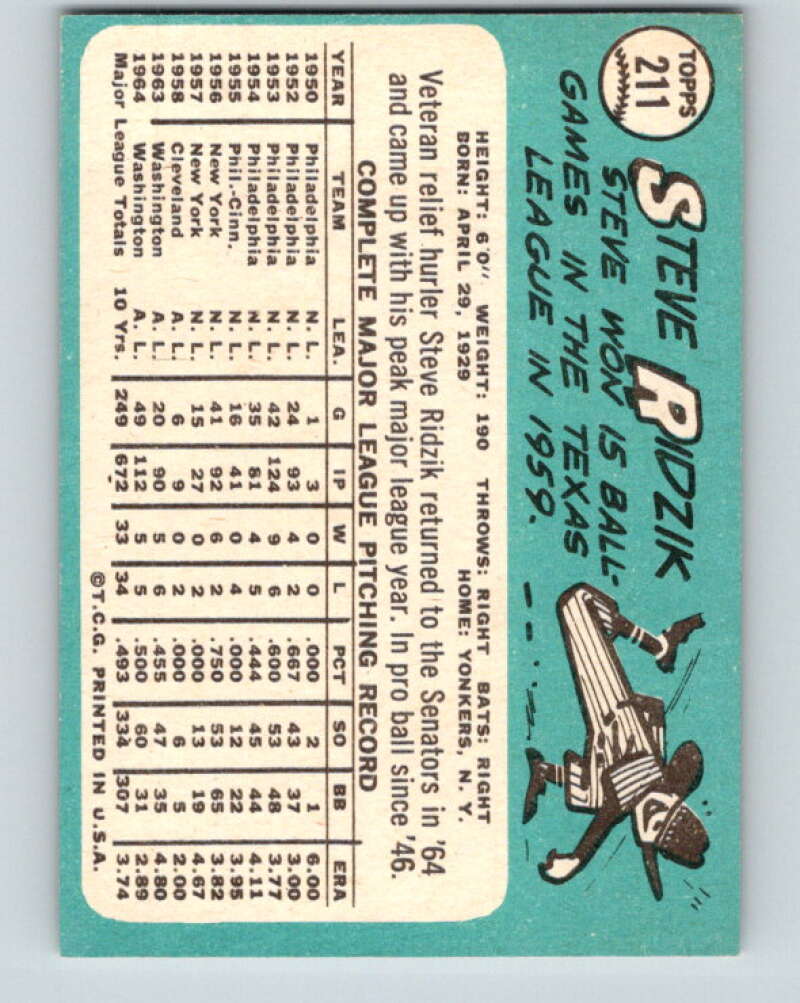 TOPPS
211
STEVE RIDZIK
STEVE WON 15 BALL-
GAMES IN THE TEXAS
LEAGUE IN 1959.
HEIGHT: 6'0" WEIGHT: 190 THROWS: RIGHT BATS: RIGHT
BORN: APRIL 29, 1929 HOME: YONKERS, N. Y.
Veteran relief hurler Steve Ridzik returned to the Senators in '64
and came up with his peak major league year. In pro ball since '46.
COMPLETE MAJOR LEAGUE PITCHING RECORD
YEAR TEAM LEA. G IP W L PCT SO BB ERA
1950 Philadelphia N. L. 1 3 0 0 .000 2 1 6.00
1952 Philadelphia N. L. 24 93 4 2 .667 43 37 3.00
1953 Philadelphia N. L. 42 124 9 6 .600 53 48 3.77
1954 Philadelphia N. L. 35 81 4 5 .444 45 44 4.11
1955 Phil.-Cinn. N. L. 16 41 0 4 .000 12 22 3.95
1956 New York N. L. 41 92 6 2 .750 53 65 3.82
1957 New York N. L. 15 27 0 2 .000 13 19 4.67
1958 Cleveland A. L. 6 9 0 2 .000 6 5 2.00
1963 Washington A. L. 20 90 5 6 .455 47 35 4.80
1964 Washington A. L. 49 112 5 5 .500 60 31 2.89
Major League Totals 10 Yrs. 249 672 33 34 .493 334 307 3.74
©T.C.G. PRINTED IN U.S.A.